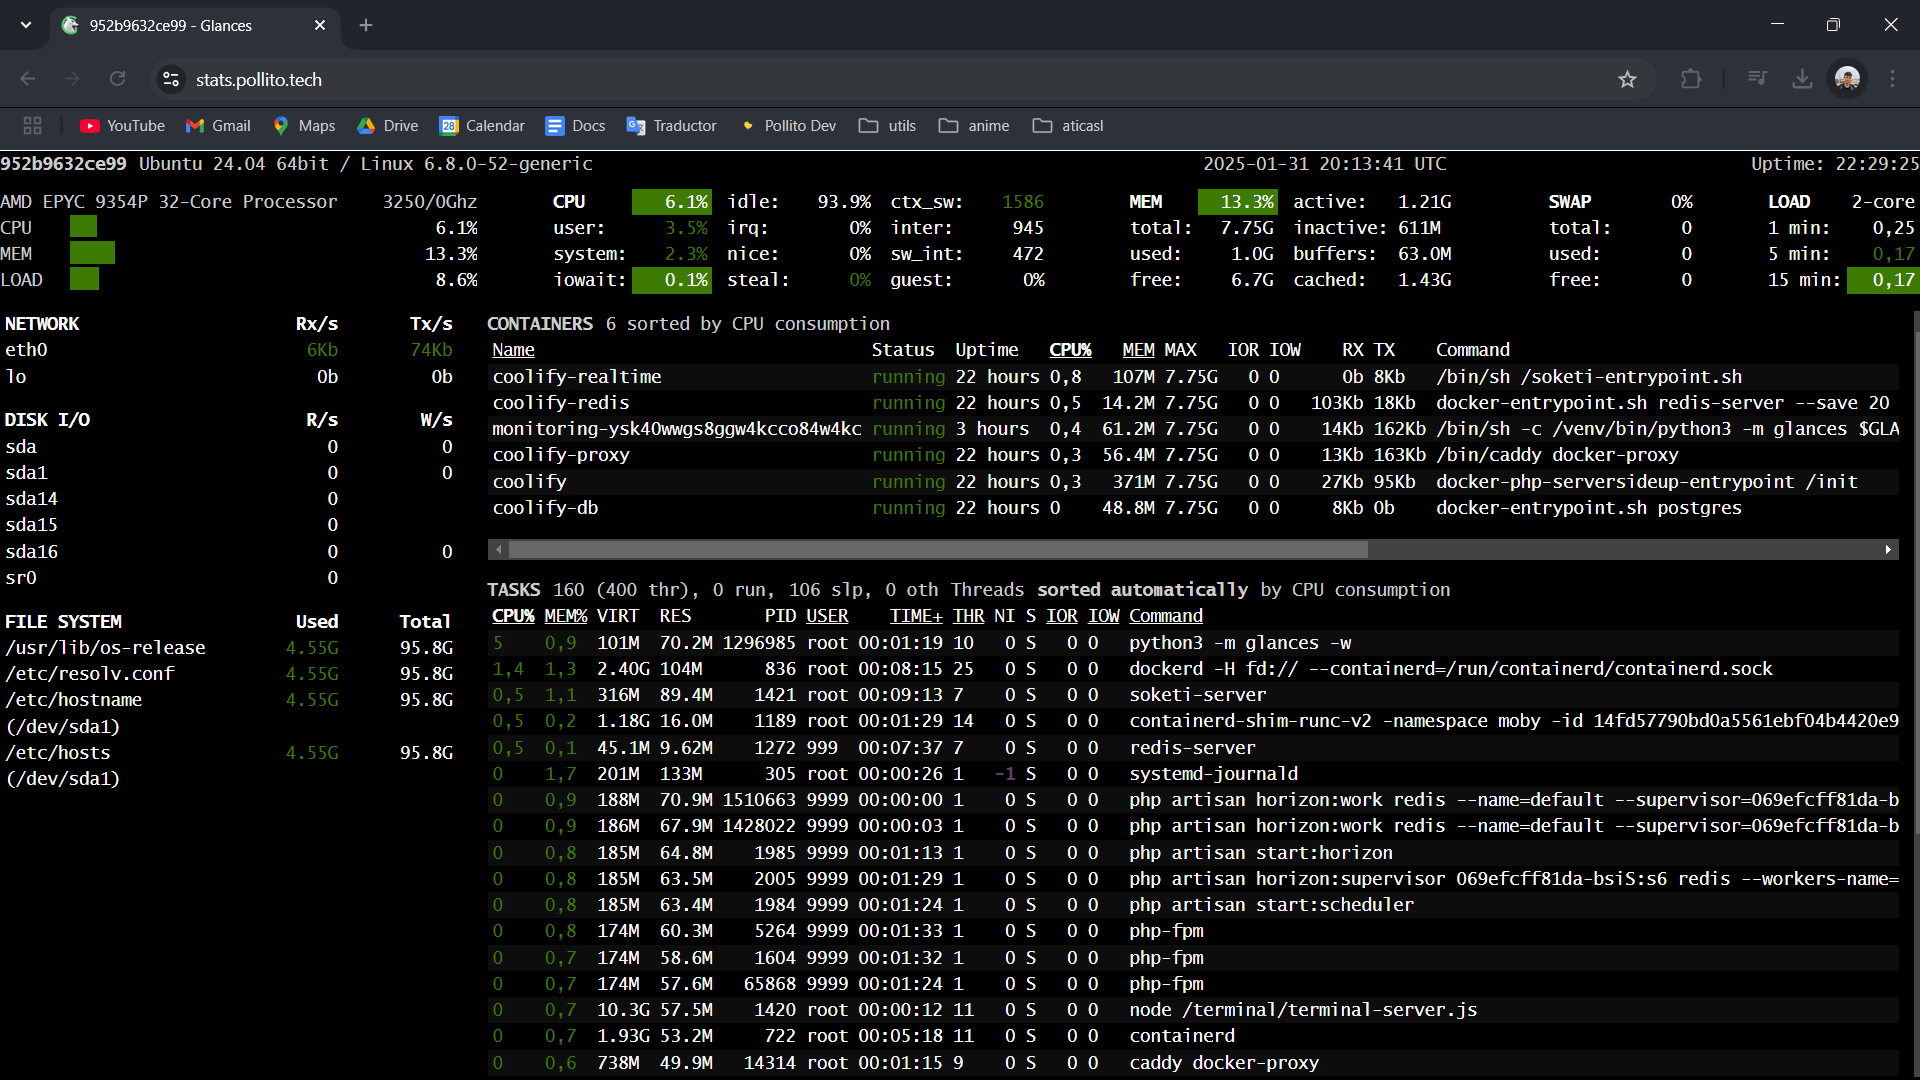 952b9632ce99 - Glances
stats.pollito.tech
YouTube Gmail Maps Drive Calendar Docs Traductor Pollito Dev utils anime aticasl
952b9632ce99 Ubuntu 24.04 64bit / Linux 6.8.0-52-generic 2025-01-31 20:13:41 UTC Uptime: 22:29:25
AMD EPYC 9354P 32-Core Processor 3250/0Ghz CPU 6.1% idle: 93.9% ctx_sw: 1586 MEM 13.3% active: 1.21G SWAP 0% LOAD 2-core
CPU 6.1% user: 3.5% irq: 0% inter: 945 total: 7.75G inactive: 611M total: 0 1 min: 0,25
MEM 13.3% system: 2.3% nice: 0% sw_int: 472 used: 1.0G buffers: 63.0M used: 0 5 min: 0,17
LOAD 8.6% iowait: 0.1% steal: 0% guest: 0% free: 6.7G cached: 1.43G free: 0 15 min: 0,17
NETWORK Rx/s Tx/s
eth0 6Kb 74Kb
lo 0b 0b
DISK I/O R/s W/s
sda 0 0
sda1 0 0
sda14 0
sda15 0
sda16 0 0
sr0 0
FILE SYSTEM Used Total
/usr/lib/os-release 4.55G 95.8G
/etc/resolv.conf 4.55G 95.8G
/etc/hostname 4.55G 95.8G
(/dev/sda1)
/etc/hosts 4.55G 95.8G
(/dev/sda1)
CONTAINERS 6 sorted by CPU consumption
Name Status Uptime CPU% MEM MAX IOR IOW RX TX Command
coolify-realtime running 22 hours 0,8 107M 7.75G 0 0 0b 8Kb /bin/sh /soketi-entrypoint.sh
coolify-redis running 22 hours 0,5 14.2M 7.75G 0 0 103Kb 18Kb docker-entrypoint.sh redis-server --save 20
monitoring-ysk40wwgs8ggw4kcco84w4kc running 3 hours 0,4 61.2M 7.75G 0 0 14Kb 162Kb /bin/sh -c /venv/bin/python3 -m glances $GLA
coolify-proxy running 22 hours 0,3 56.4M 7.75G 0 0 13Kb 163Kb /bin/caddy docker-proxy
coolify running 22 hours 0,3 371M 7.75G 0 0 27Kb 95Kb docker-php-serversideup-entrypoint /init
coolify-db running 22 hours 0 48.8M 7.75G 0 0 8Kb 0b docker-entrypoint.sh postgres
TASKS 160 (400 thr), 0 run, 106 slp, 0 oth Threads sorted automatically by CPU consumption
CPU% MEM% VIRT RES PID USER TIME+ THR NI S IOR IOW Command
5 0,9 101M 70.2M 1296985 root 00:01:19 10 0 S 0 0 python3 -m glances -w
1,4 1,3 2.40G 104M 836 root 00:08:15 25 0 S 0 0 dockerd -H fd:// --containerd=/run/containerd/containerd.sock
0,5 1,1 316M 89.4M 1421 root 00:09:13 7 0 S 0 0 soketi-server
0,5 0,2 1.18G 16.0M 1189 root 00:01:29 14 0 S 0 0 containerd-shim-runc-v2 -namespace moby -id 14fd57790bd0a5561ebf04b4420e9
0,5 0,1 45.1M 9.62M 1272 999 00:07:37 7 0 S 0 0 redis-server
0 1,7 201M 133M 305 root 00:00:26 1 -1 S 0 0 systemd-journald
0 0,9 188M 70.9M 1510663 9999 00:00:00 1 0 S 0 0 php artisan horizon:work redis --name=default --supervisor=069efcff81da-b
0 0,9 186M 67.9M 1428022 9999 00:00:03 1 0 S 0 0 php artisan horizon:work redis --name=default --supervisor=069efcff81da-b
0 0,8 185M 64.8M 1985 9999 00:01:13 1 0 S 0 0 php artisan start:horizon
0 0,8 185M 63.5M 2005 9999 00:01:29 1 0 S 0 0 php artisan horizon:supervisor 069efcff81da-bsiS:s6 redis --workers-name=
0 0,8 185M 63.4M 1984 9999 00:01:24 1 0 S 0 0 php artisan start:scheduler
0 0,8 174M 60.3M 5264 9999 00:01:33 1 0 S 0 0 php-fpm
0 0,7 174M 58.6M 1604 9999 00:01:32 1 0 S 0 0 php-fpm
0 0,7 174M 57.6M 65868 9999 00:01:24 1 0 S 0 0 php-fpm
0 0,7 10.3G 57.5M 1420 root 00:00:12 11 0 S 0 0 node /terminal/terminal-server.js
0 0,7 1.93G 53.2M 722 root 00:05:18 11 0 S 0 0 containerd
0 0,6 738M 49.9M 14314 root 00:01:15 9 0 S 0 0 caddy docker-proxy